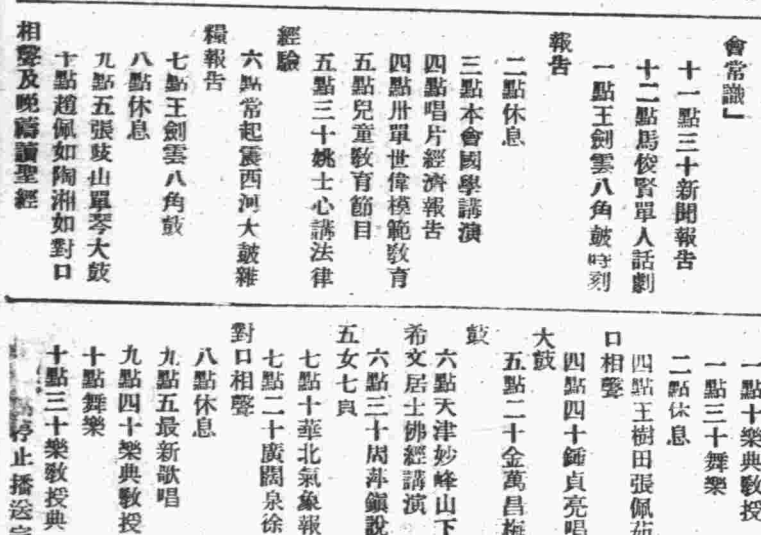 會常識」
十一點三十新聞報告
十二點馬俊賢單人話劇
一點王劍雲八角鼓時刻
報告
二點休息
三點本會國學講演
四點唱片經濟報告
四點卅單世偉模範教育
五點兒童教育節目
五點三十姚士心講法律
經驗
六點常起震西河大鼓雜
糧報告
七點王劍雲八角鼓
八點休息
九點五張歧山單琴大鼓
十點趙佩如陶湘如對口
相聲及晚禱讀聖經
一點十樂典教授
一點三十舞樂
二點休息
四點王樹田張佩茹
口相聲
四點四十鍾貞亮唱
大鼓
五點二十金萬昌梅
鼓
六點天津妙峰山下
希文居士佛經講演
六點三十周萍鎮說
五女七貞
七點十華北氣象報
七點二十廣闊泉徐
對口相聲
八點休息
九點五最新歌唱
九點四十樂典教授
十點舞樂
十點三十樂教授典
點停止播送